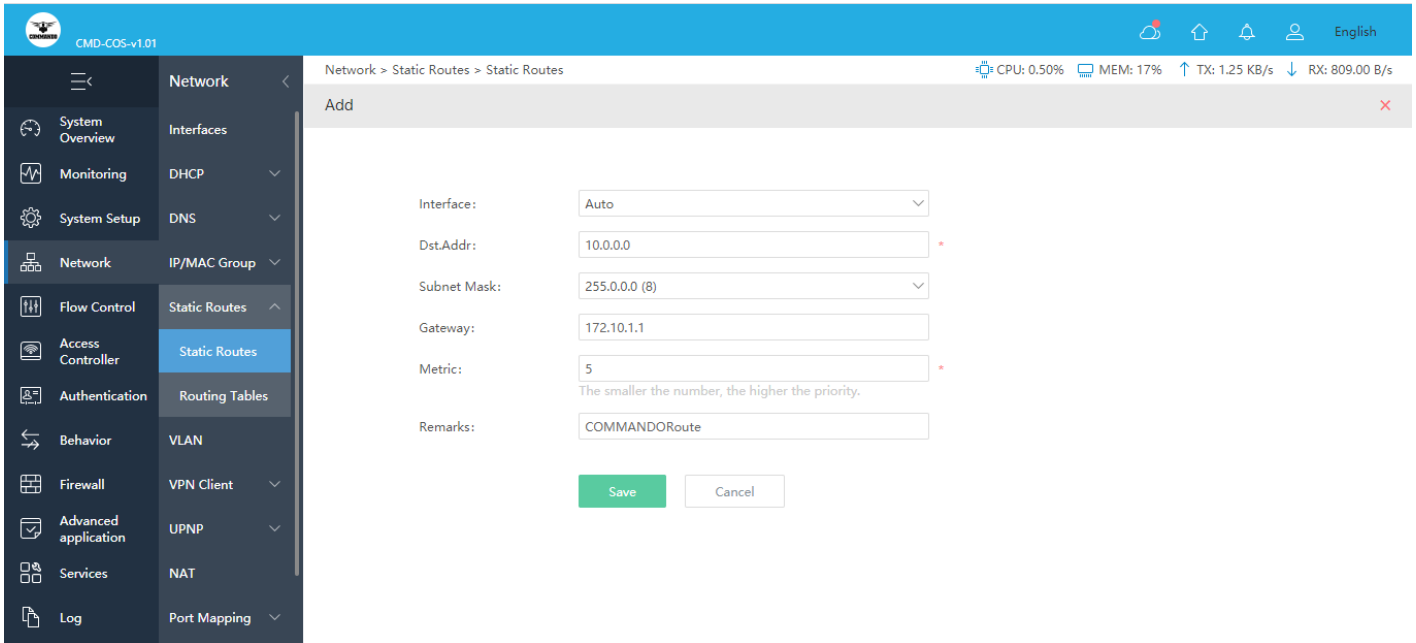 COMMANDO
CMD-COS-v1.01
English
Network
Network > Static Routes > Static Routes
CPU: 0.50%
MEM: 17%
TX: 1.25 KB/s
RX: 809.00 B/s
Add
System
Overview
Monitoring
System Setup
Network
Flow Control
Access
Controller
Authentication
Behavior
Firewall
Advanced
application
Services
Log
Interfaces
DHCP
DNS
IP/MAC Group
Static Routes
Static Routes
Routing Tables
VLAN
VPN Client
UPNP
NAT
Port Mapping
Interface: Auto
Dst.Addr: 10.0.0.0 *
Subnet Mask: 255.0.0.0 (8)
Gateway: 172.10.1.1
Metric: 5 *
The smaller the number, the higher the priority.
Remarks: COMMANDORoute
Save
Cancel